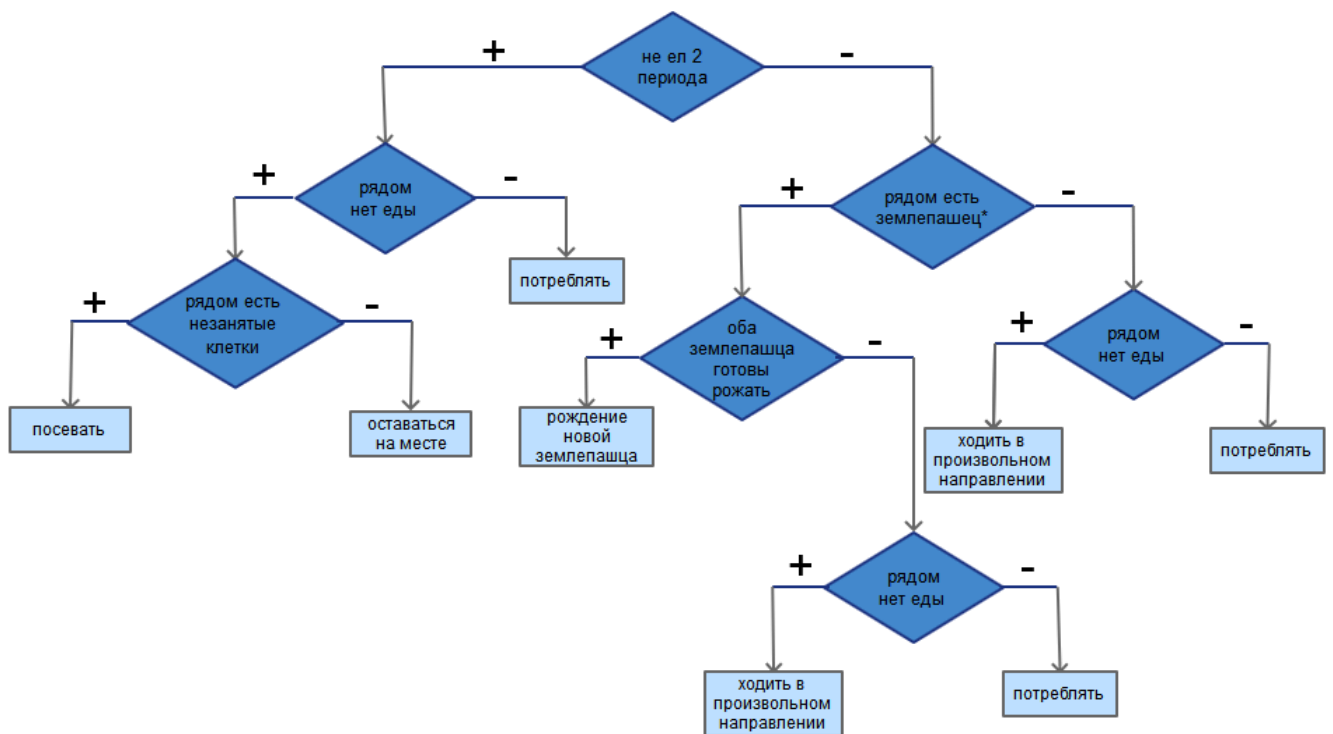 +
не ел 2
периода
-
+
рядом
нет еды
-
+
рядом есть
землепашец*
-
+
рядом есть
незанятые
клетки
-
потреблять
+
оба
землепашца
готовы
рожать
-
+
рядом
нет еды
-
посевать
оставаться
на месте
рождение
новой
землепашца
ходить в
произвольном
направлении
потреблять
+
рядом
нет еды
-
ходить в
произвольном
направлении
потреблять